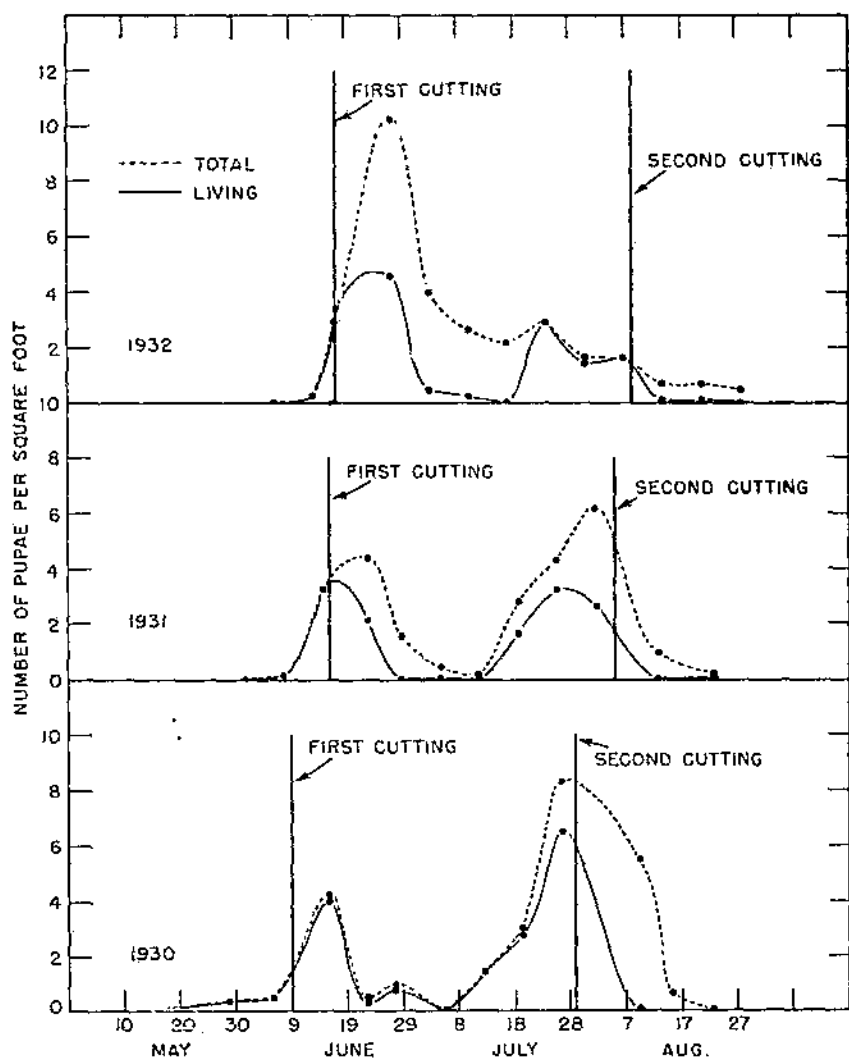 12
10
8
6
4
2
10
FIRST CUTTING
SECOND CUTTING
TOTAL
LIVING
1932
8
6
4
2
0
FIRST CUTTING
SECOND CUTTING
1931
10
8
6
4
2
0
FIRST CUTTING
SECOND CUTTING
1930
NUMBER OF PUPAE PER SQUARE FOOT
10 20 30 9 19 29 8 18 28 7 17 27
MAY JUNE JULY AUG.